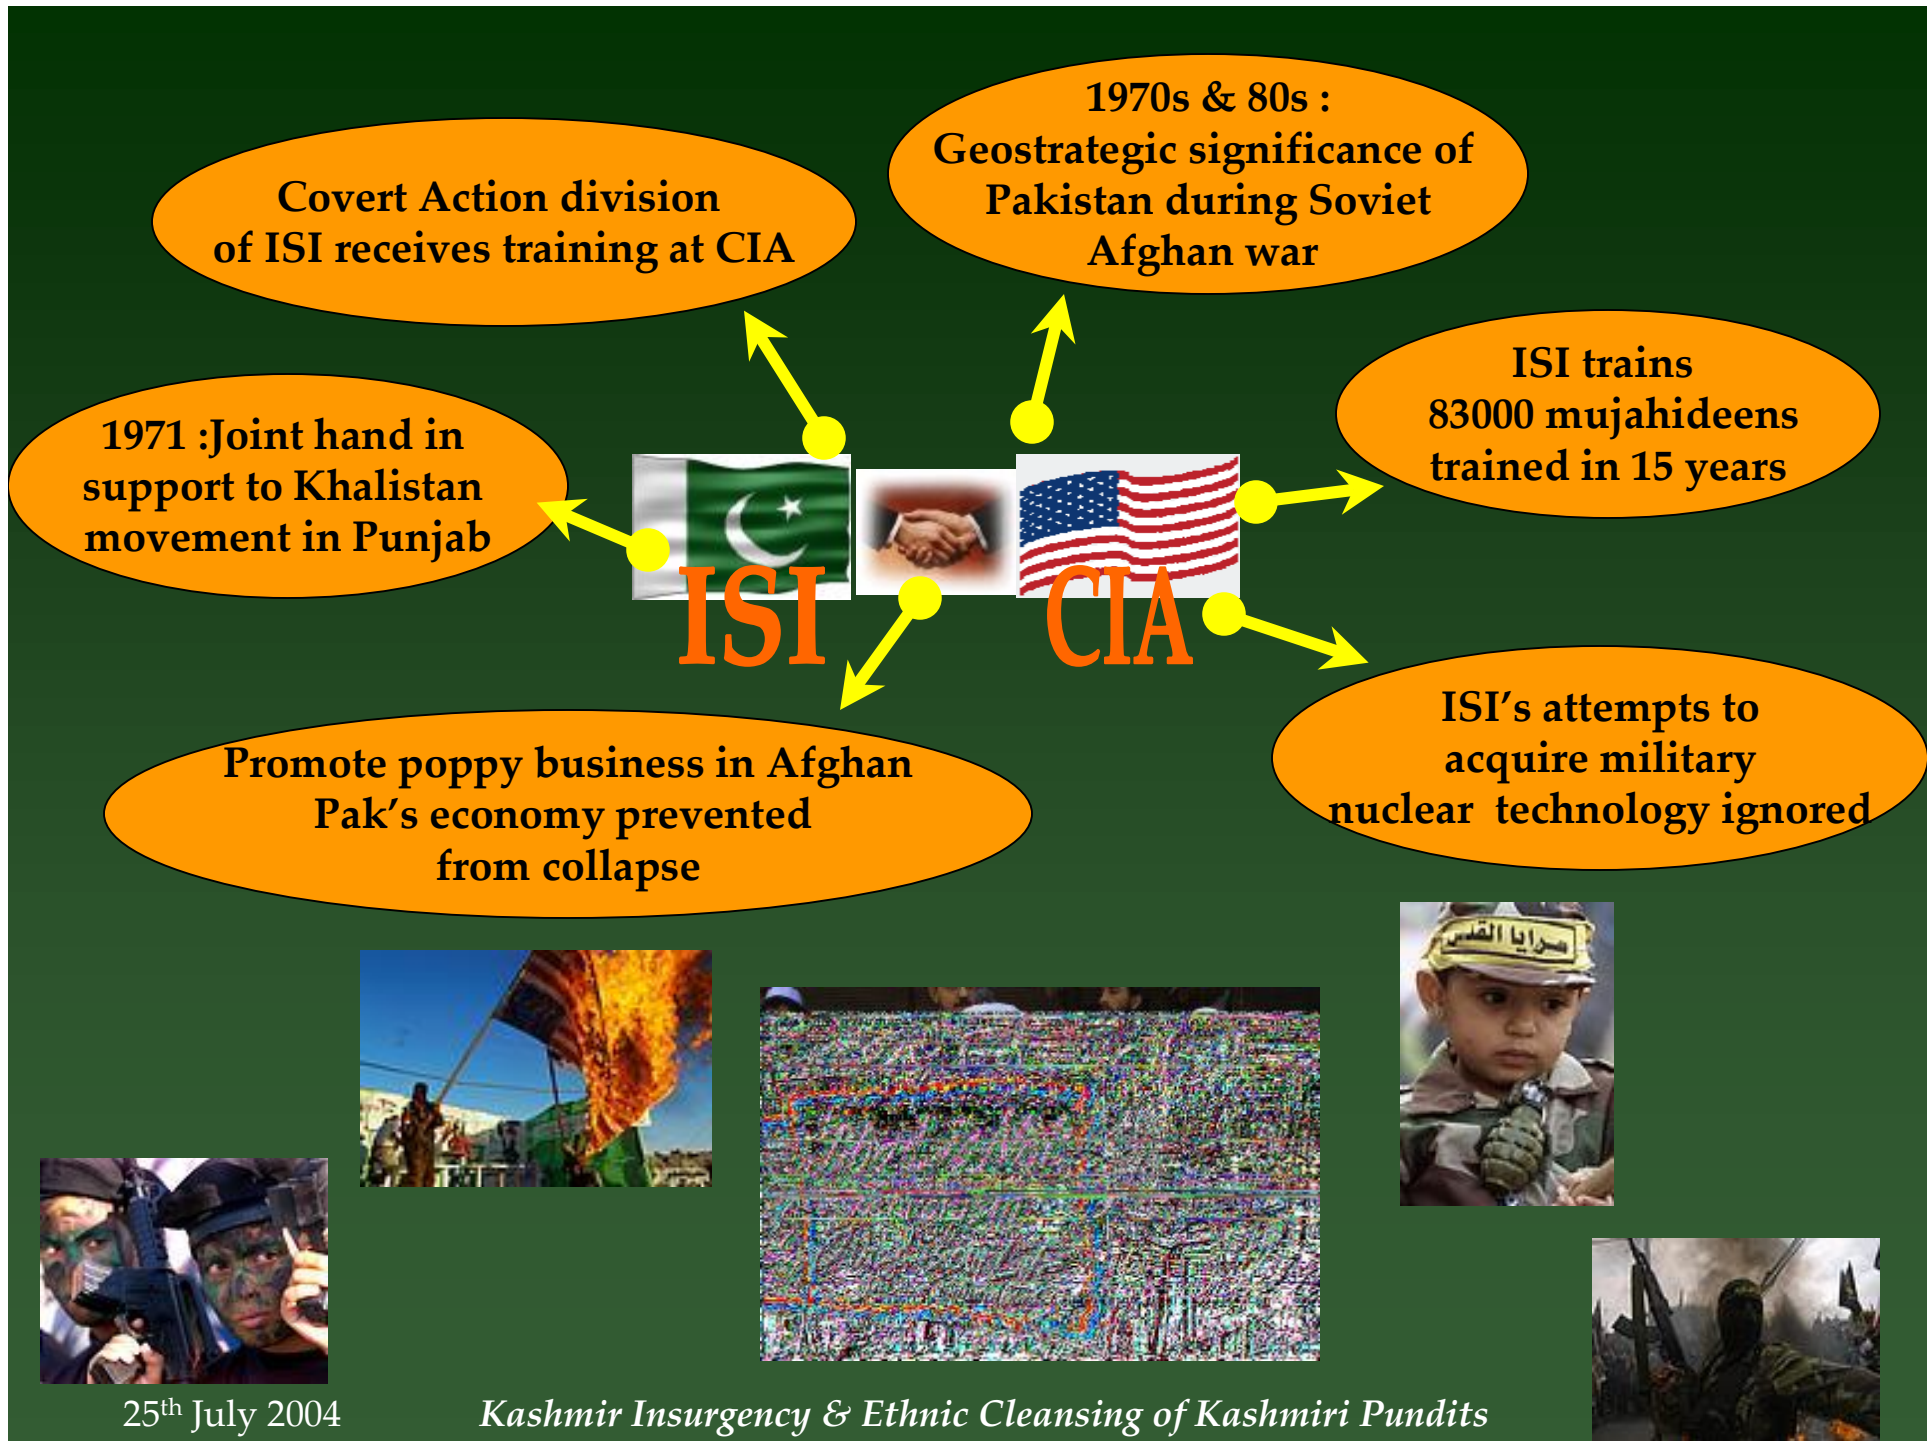 Covert Action division
of ISI receives training at CIA
1970s & 80s :
Geostrategic significance of
Pakistan during Soviet
Afghan war
1971 :Joint hand in
support to Khalistan
movement in Punjab
ISI trains
83000 mujahideens
trained in 15 years
ISI
CIA
Promote poppy business in Afghan
Pak’s economy prevented
from collapse
ISI’s attempts to
acquire military
nuclear technology ignored
سرايا القدس
25th July 2004
Kashmir Insurgency & Ethnic Cleansing of Kashmiri Pundits